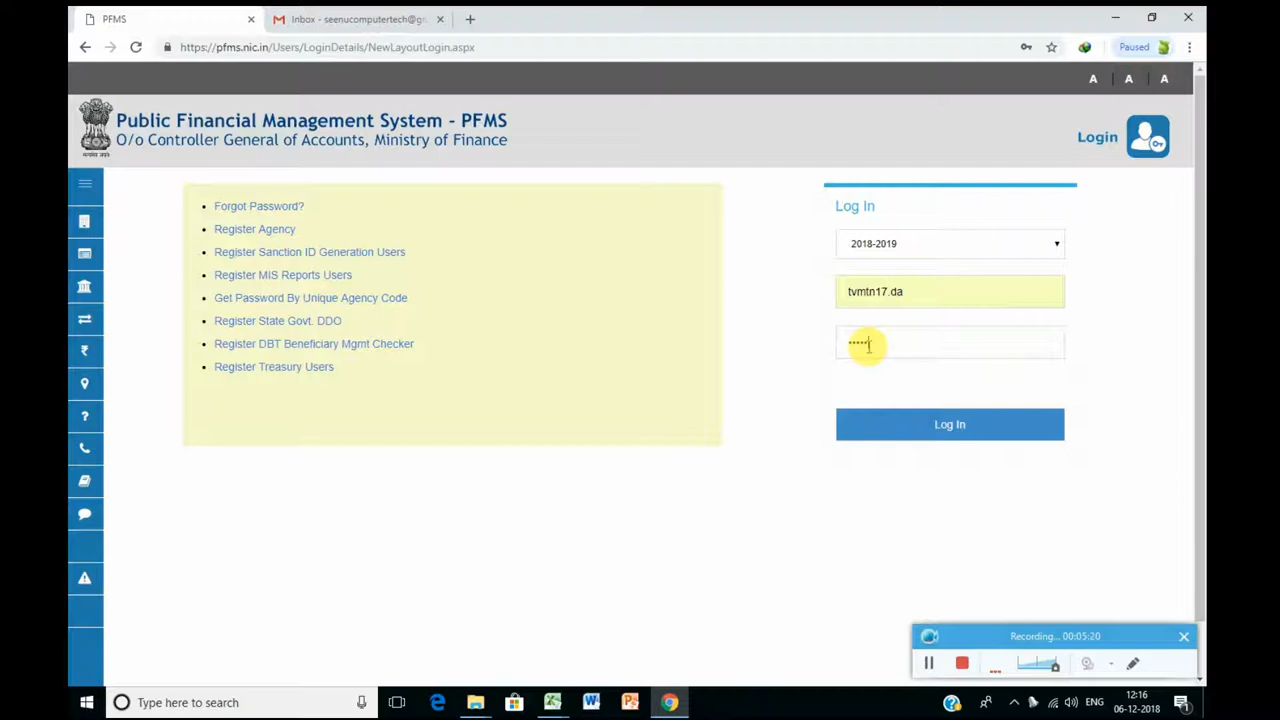 PFMS
Inbox - seenucomputertech@g
https://pfms.nic.in/Users/LoginDetails/NewLayoutLogin.aspx
Paused
A | A | A
Public Financial Management System - PFMS
O/o Controller General of Accounts, Ministry of Finance
Login
Forgot Password?
Register Agency
Register Sanction ID Generation Users
Register MIS Reports Users
Get Password By Unique Agency Code
Register State Govt. DDO
Register DBT Beneficiary Mgmt Checker
Register Treasury Users
Log In
2018-2019
tvmtn17.da
•••••
Log In
Recording... 00:05:20
Type here to search
ENG
12:16
06-12-2018